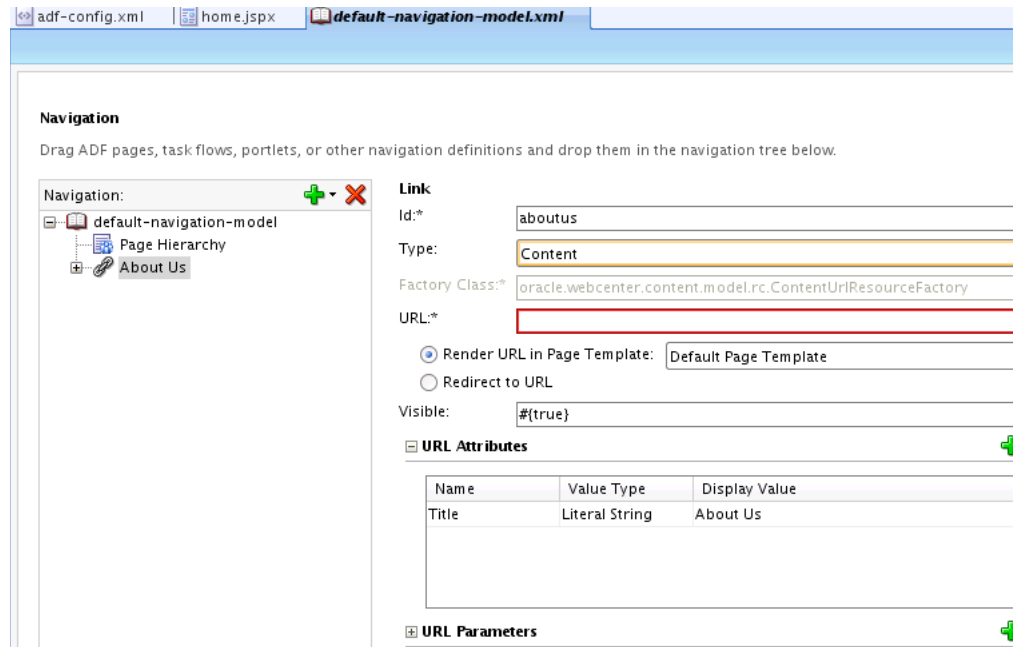 adf-config.xml home.jspx default-navigation-model.xml
Navigation
Drag ADF pages, task flows, portlets, or other navigation definitions and drop them in the navigation tree below.
Navigation:
default-navigation-model
Page Hierarchy
About Us
Link
Id:* aboutus
Type: Content
Factory Class:* oracle.webcenter.content.model.rc.ContentUrlResourceFactory
URL:*
Render URL in Page Template: Default Page Template
Redirect to URL
Visible: #{true}
URL Attributes
Name Value Type Display Value
Title Literal String About Us
URL Parameters